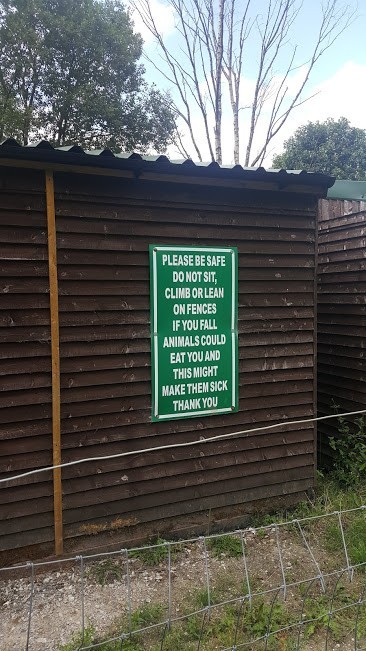 PLEASE BE SAFE
DO NOT SIT,
CLIMB OR LEAN
ON FENCES
IF YOU FALL
ANIMALS COULD
EAT YOU AND
THIS MIGHT
MAKE THEM SICK
THANK YOU